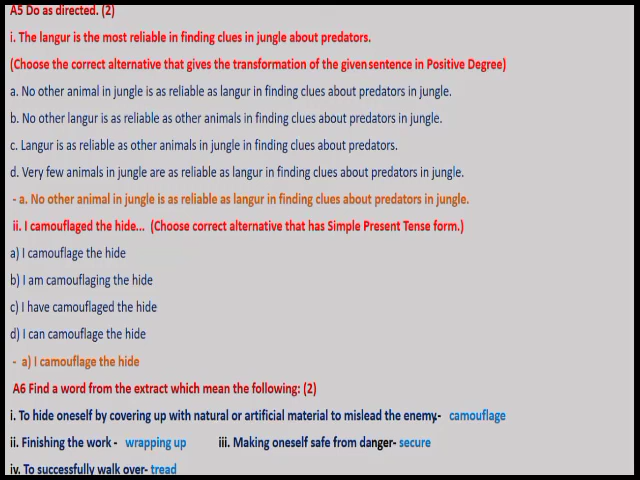 A5 Do as directed. (2)
i. The langur is the most reliable in finding clues in jungle about predators.
(Choose the correct alternative that gives the transformation of the given sentence in Positive Degree)
a. No other animal in jungle is as reliable as langur in finding clues about predators in jungle.
b. No other langur is as reliable as other animals in finding clues about predators in jungle.
c. Langur is as reliable as other animals in jungle in finding clues about predators.
d. Very few animals in jungle are as reliable as langur in finding clues about predators in jungle.
- a. No other animal in jungle is as reliable as langur in finding clues about predators in jungle.
ii. I camouflaged the hide... (Choose correct alternative that has Simple Present Tense form.)
a) I camouflage the hide
b) I am camouflaging the hide
c) I have camouflaged the hide
d) I can camouflage the hide
- a) I camouflage the hide
A6 Find a word from the extract which mean the following: (2)
i. To hide oneself by covering up with natural or artificial material to mislead the enemy.- camouflage
ii. Finishing the work - wrapping up iii. Making oneself safe from danger- secure
iv. To successfully walk over- tread